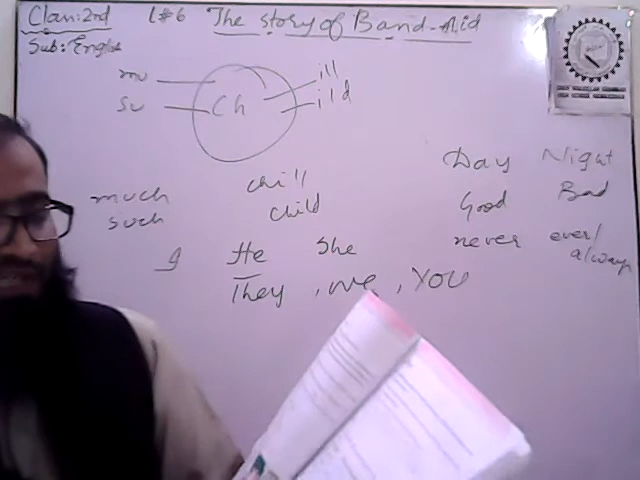 Class: 2nd L#6 The story of Band-Aid
Sub: English
mu ill
su Ch ild
Day Night
much chill Good Bad
such child
never ever/
always
I He She
They, we, You